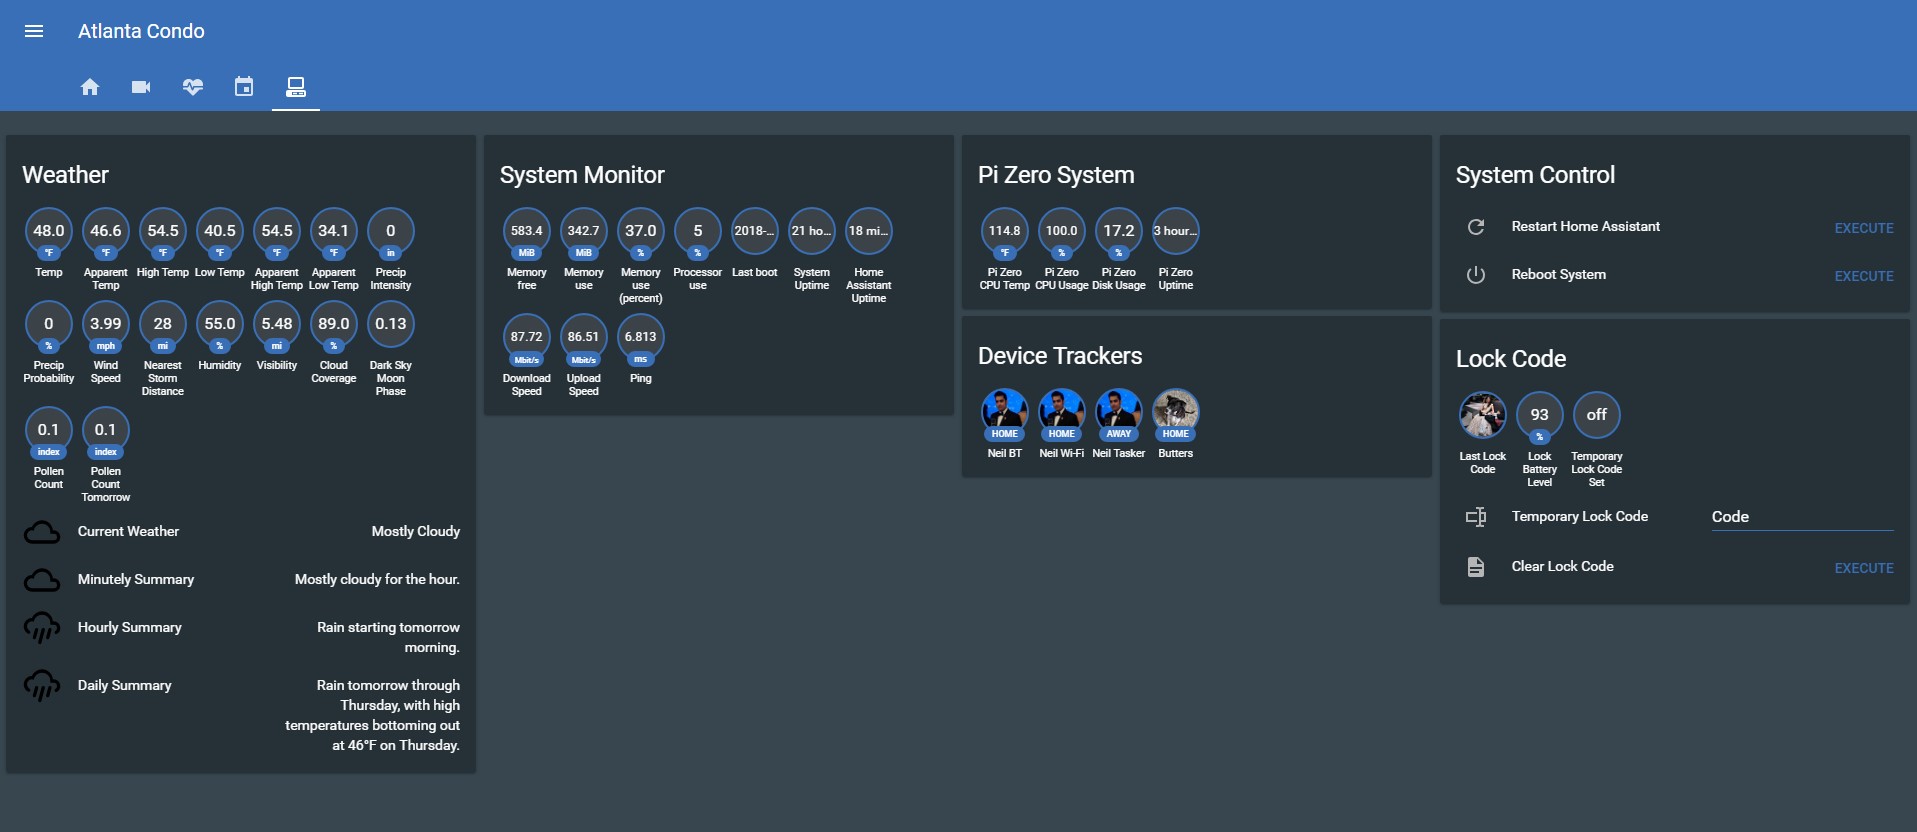 Atlanta Condo
Weather
48.0 46.6 54.5 40.5 54.5 34.1 0
°F °F °F °F °F °F in
Temp Apparent High Temp Low Temp Apparent Apparent Precip
Temp High Temp Low Temp Intensity
0 3.99 28 55.0 5.48 89.0 0.13
% mph mi % mi %
Precip Wind Nearest Humidity Visibility Cloud Dark Sky
Probability Speed Storm Coverage Moon
Distance Phase
0.1 0.1
index index
Pollen Pollen
Count Count
Tomorrow
Current Weather Mostly Cloudy
Minutely Summary Mostly cloudy for the hour.
Hourly Summary Rain starting tomorrow
morning.
Daily Summary Rain tomorrow through
Thursday, with high
temperatures bottoming out
at 46°F on Thursday.
System Monitor
583.4 342.7 37.0 5 2018-... 21 ho... 18 mi...
MiB MiB % %
Memory Memory Memory Processor Last boot System Home
free use use use Uptime Assistant
(percent) Uptime
87.72 86.51 6.813
Mbit/s Mbit/s ms
Download Upload Ping
Speed Speed
Pi Zero System
114.8 100.0 17.2 3 hour...
°F % %
Pi Zero Pi Zero Pi Zero Pi Zero
CPU Temp CPU Usage Disk Usage Uptime
Device Trackers
HOME HOME AWAY HOME
Neil BT Neil Wi-Fi Neil Tasker Butters
System Control
Restart Home Assistant EXECUTE
Reboot System EXECUTE
Lock Code
93 off
%
Last Lock Lock Temporary
Code Battery Lock Code
Level Set
Temporary Lock Code Code
Clear Lock Code EXECUTE